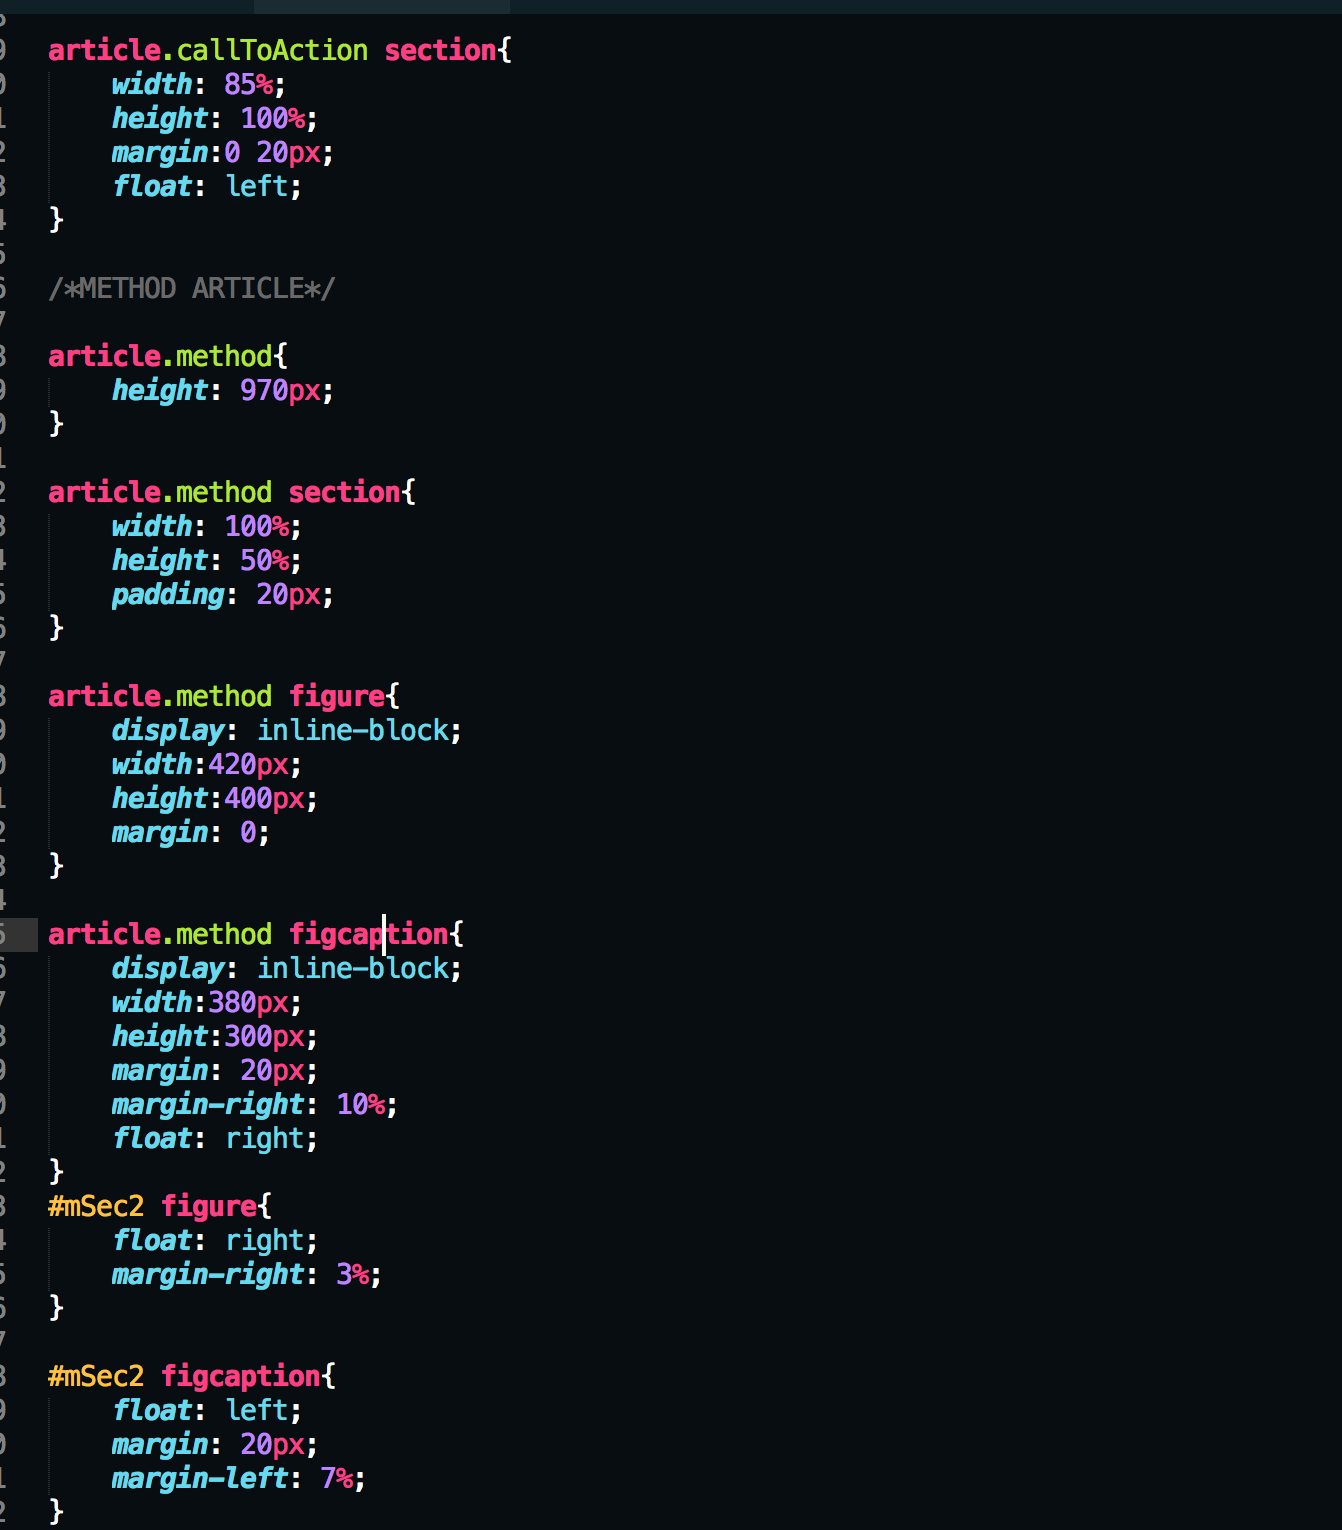 article.callToAction section{
width: 85%;
height: 100%;
margin:0 20px;
float: left;
}
/*METHOD ARTICLE*/
article.method{
height: 970px;
}
article.method section{
width: 100%;
height: 50%;
padding: 20px;
}
article.method figure{
display: inline-block;
width:420px;
height:400px;
margin: 0;
}
article.method figcaption{
display: inline-block;
width:380px;
height:300px;
margin: 20px;
margin-right: 10%;
float: right;
}
#mSec2 figure{
float: right;
margin-right: 3%;
}
#mSec2 figcaption{
float: left;
margin: 20px;
margin-left: 7%;
}